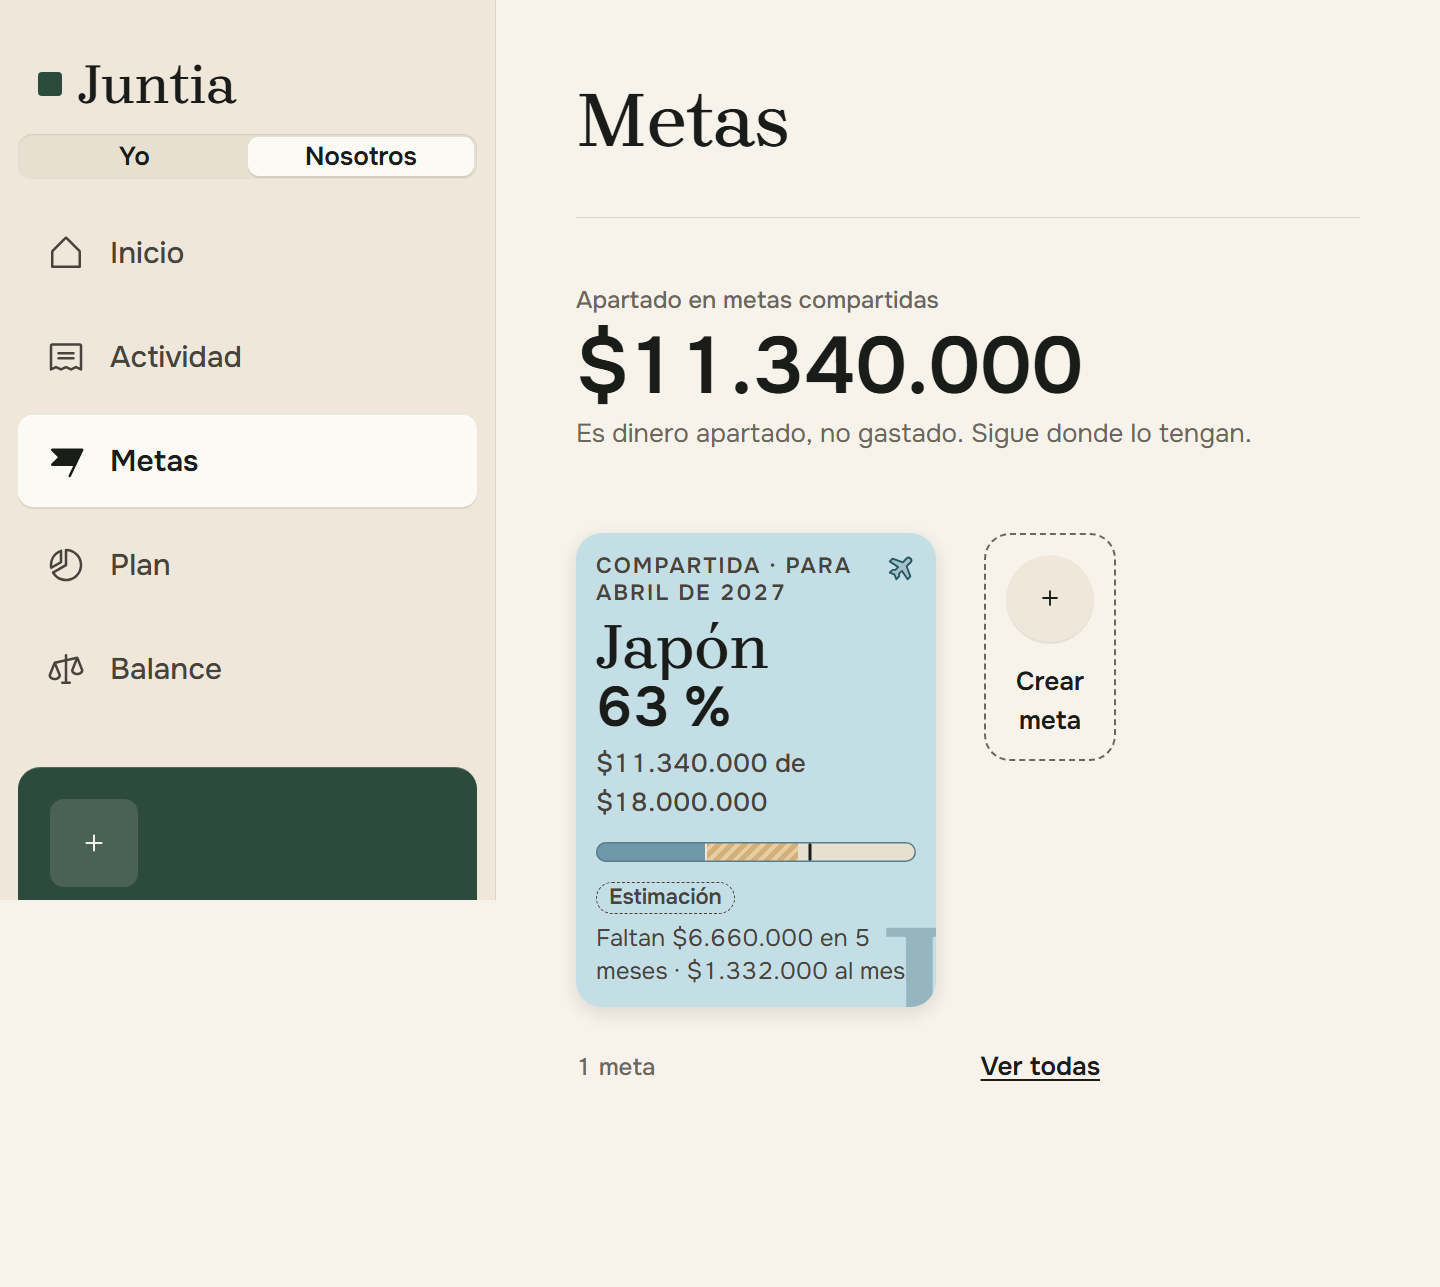 Juntia
Yo
Nosotros
Inicio
Actividad
Metas
Plan
Balance
+
Metas
Apartado en metas compartidas
$11.340.000
Es dinero apartado, no gastado. Sigue donde lo tengan.
COMPARTIDA · PARA
ABRIL DE 2027
Japón
63 %
$11.340.000 de
$18.000.000
Estimación
Faltan $6.660.000 en 5
meses · $1.332.000 al mes
+
Crear
meta
1 meta
Ver todas